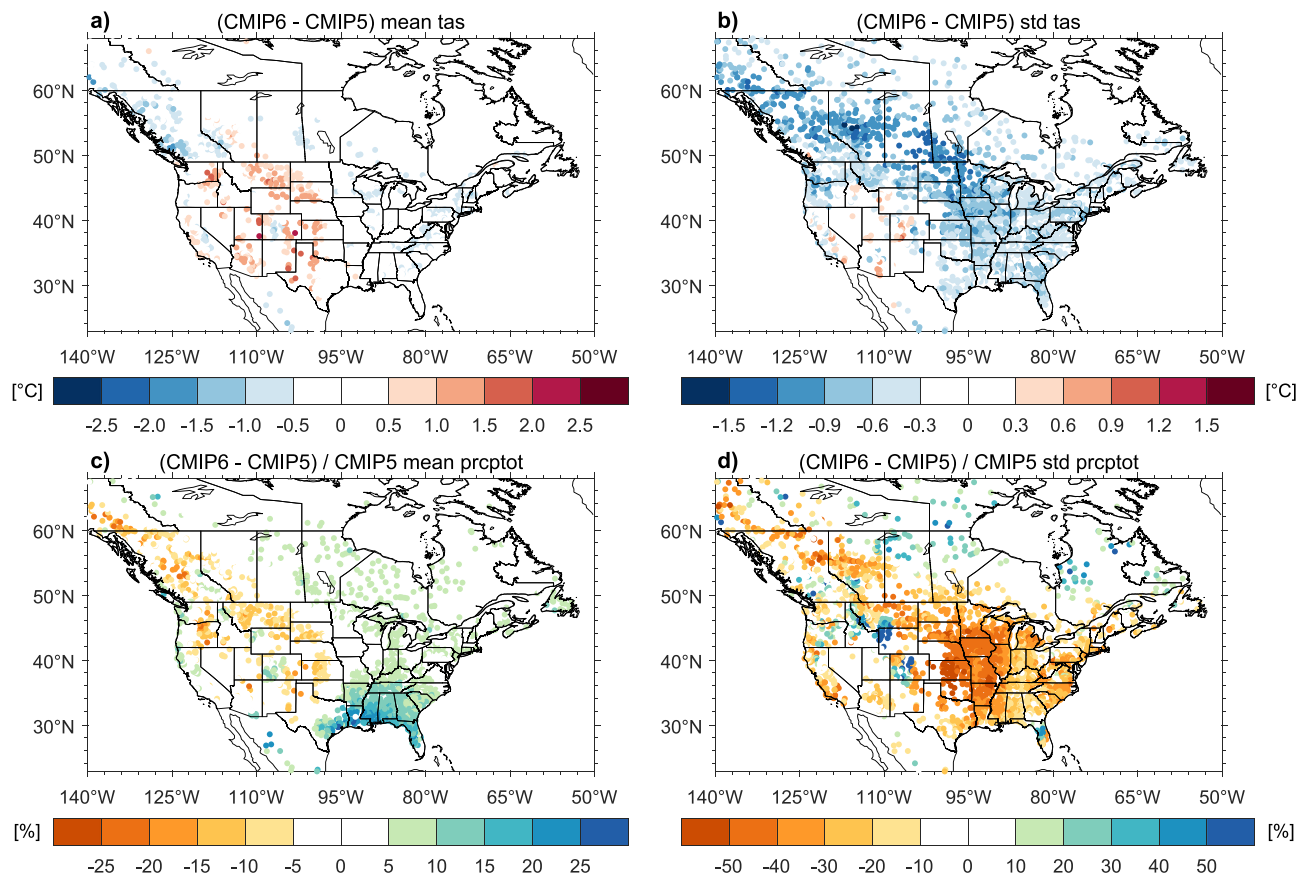 a) (CMIP6 - CMIP5) mean tas
60°N
50°N
40°N
30°N
140°W 125°W 110°W 95°W 80°W 65°W 50°W
[°C]
-2.5 -2.0 -1.5 -1.0 -0.5 0 0.5 1.0 1.5 2.0 2.5
b) (CMIP6 - CMIP5) std tas
60°N
50°N
40°N
30°N
140°W 125°W 110°W 95°W 80°W 65°W 50°W
[°C]
-1.5 -1.2 -0.9 -0.6 -0.3 0 0.3 0.6 0.9 1.2 1.5
c) (CMIP6 - CMIP5) / CMIP5 mean prcptot
60°N
50°N
40°N
30°N
140°W 125°W 110°W 95°W 80°W 65°W 50°W
[%]
-25 -20 -15 -10 -5 0 5 10 15 20 25
d) (CMIP6 - CMIP5) / CMIP5 std prcptot
60°N
50°N
40°N
30°N
140°W 125°W 110°W 95°W 80°W 65°W 50°W
[%]
-50 -40 -30 -20 -10 0 10 20 30 40 50